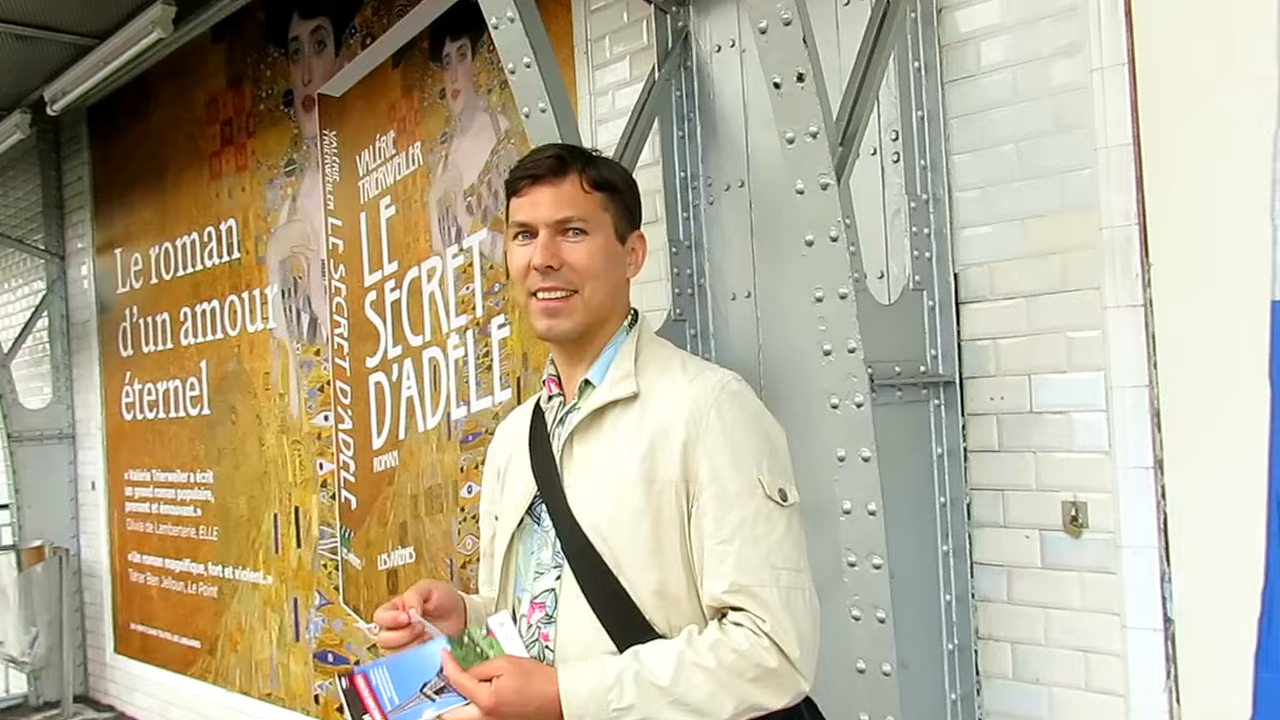 Le roman
d'un amour
éternel
« Valérie Trierweiler a écrit
un grand roman populaire,
prenant et émouvant. »
Olivia de Lamberterie, ELLE
« Un roman magnifique, fort et violent. »
Tahar Ben Jelloun, Le Point
VALÉRIE
TRIERWEILER
LE SECRET D'ADÈLE
VALÉRIE
TRIERWEILER
LE
SECRET
D'ADÈLE
ROMAN
LES ARÈNES